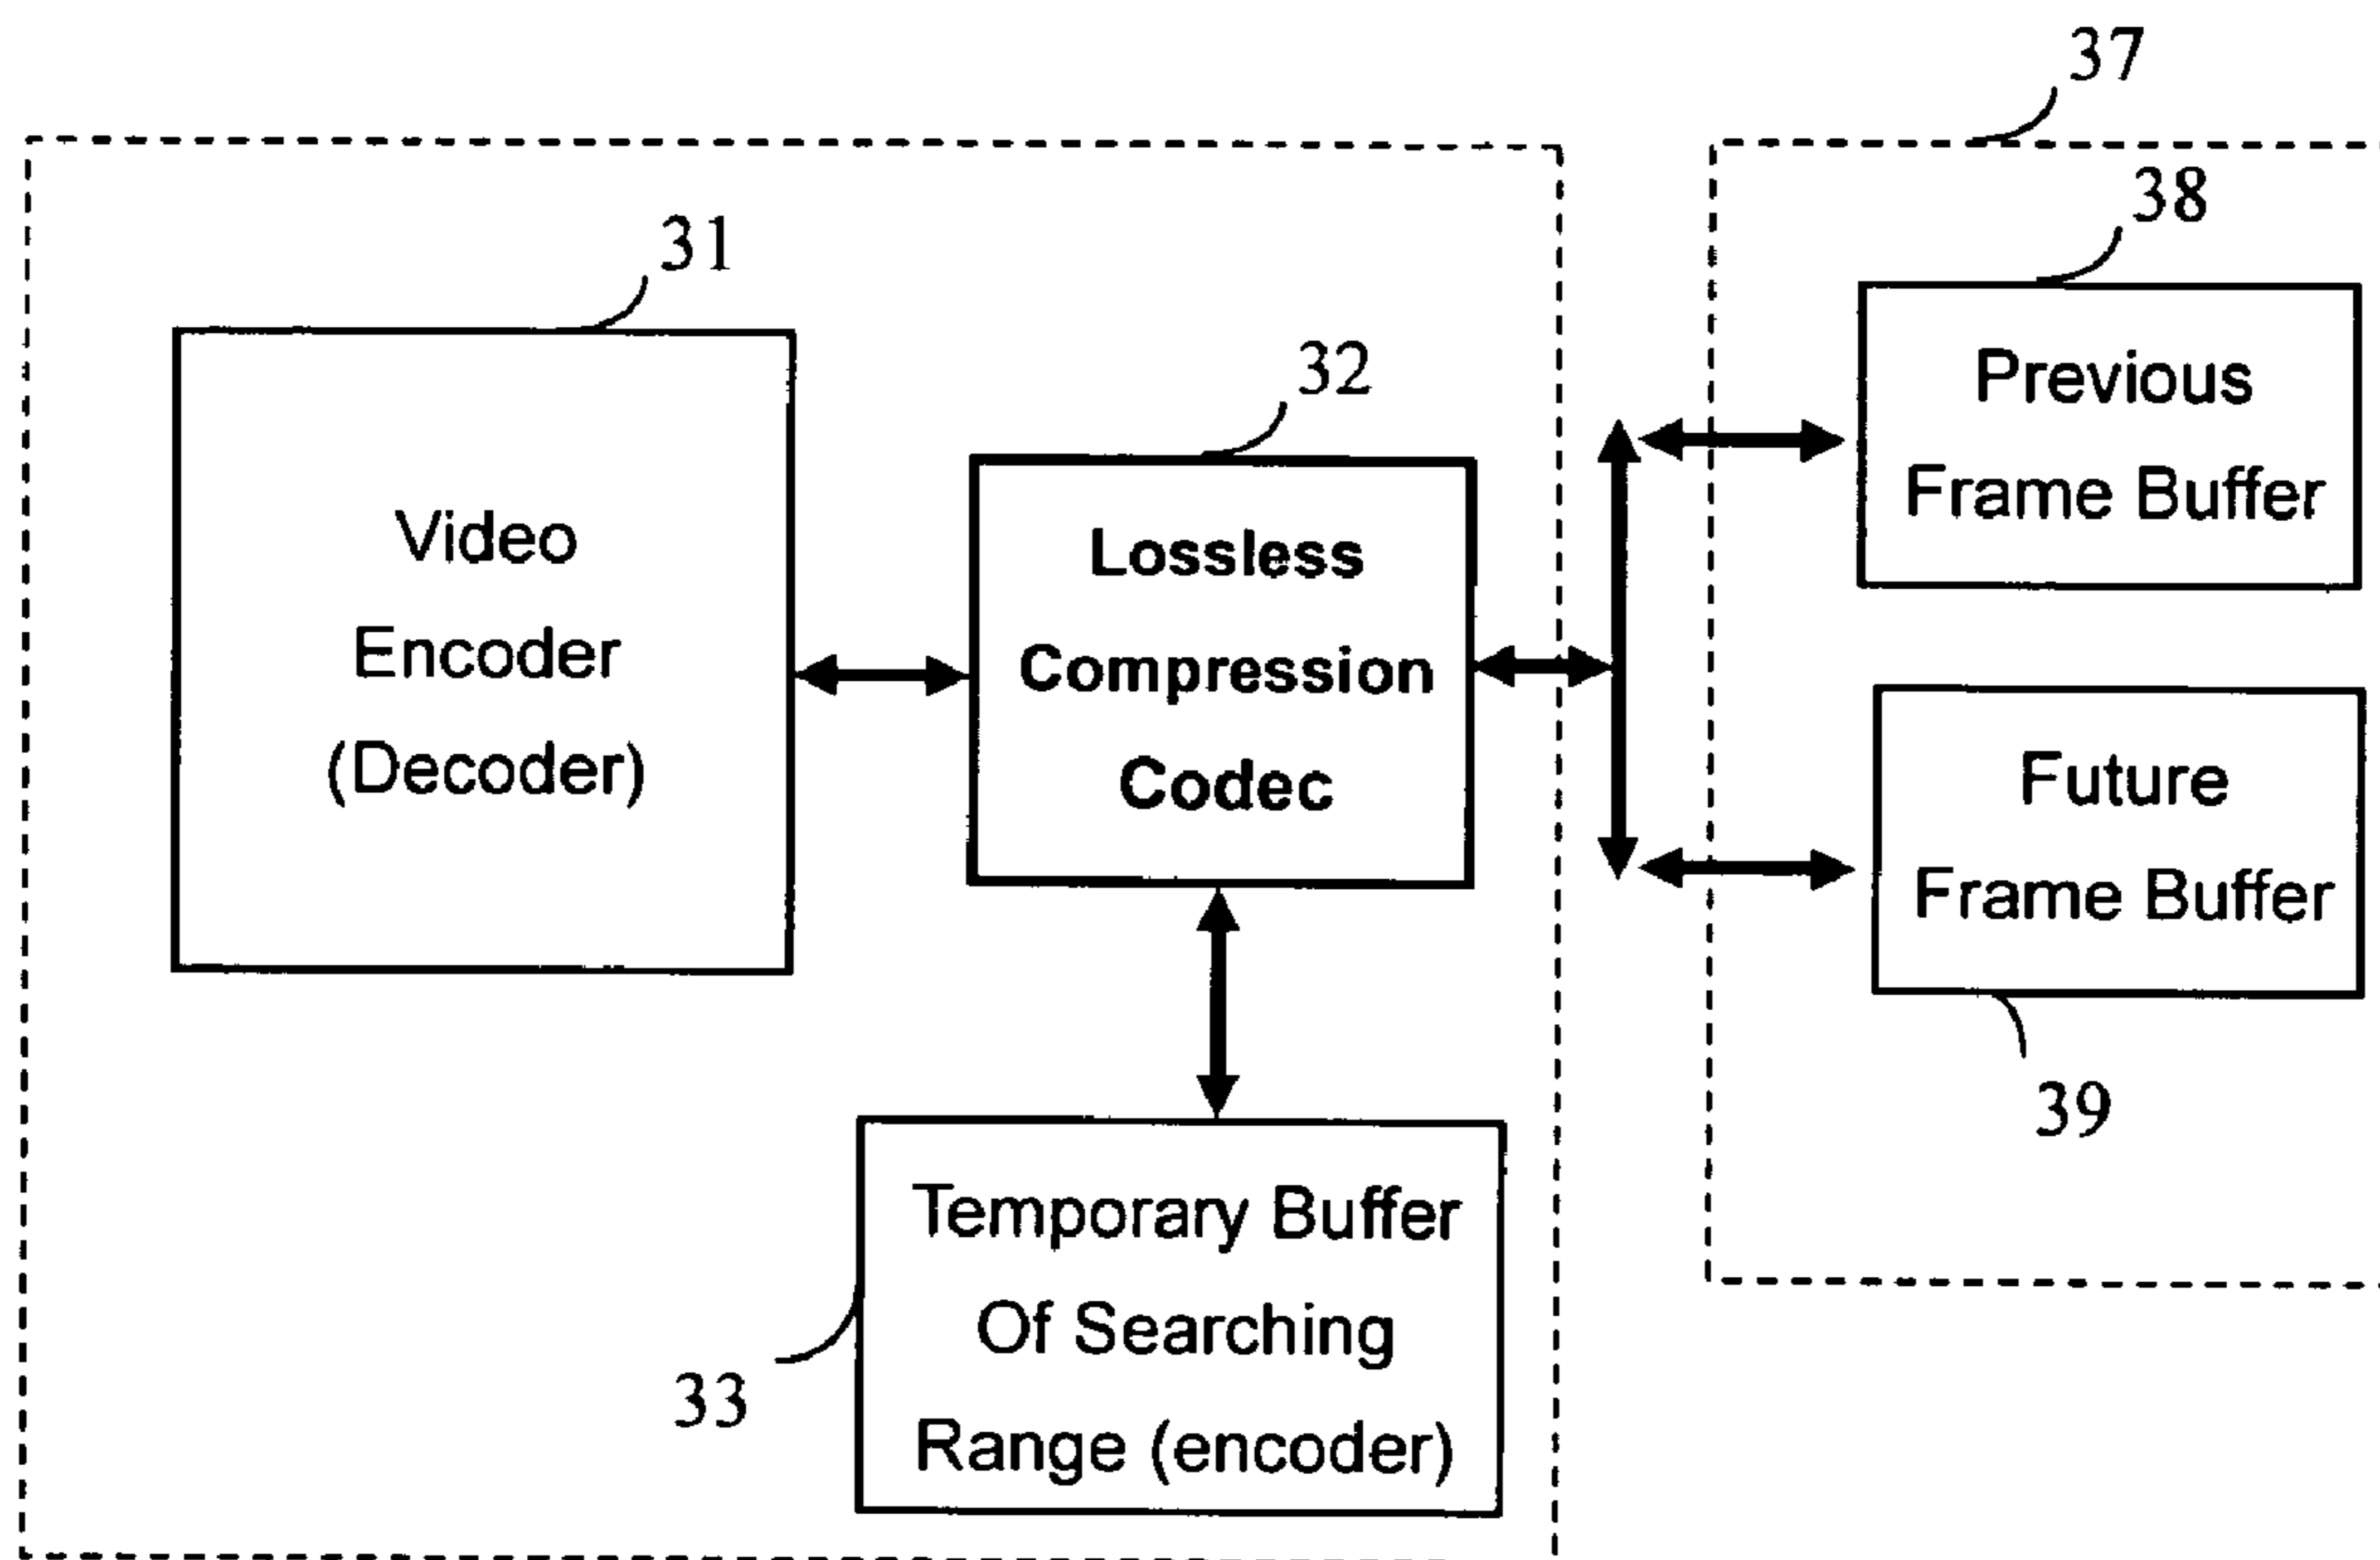 37
38
31
32
Previous
Frame Buffer
Video
Encoder
(Decoder)
Lossless
Compression
Codec
Future
Frame Buffer
39
Temporary Buffer
Of Searching
Range (encoder)
33